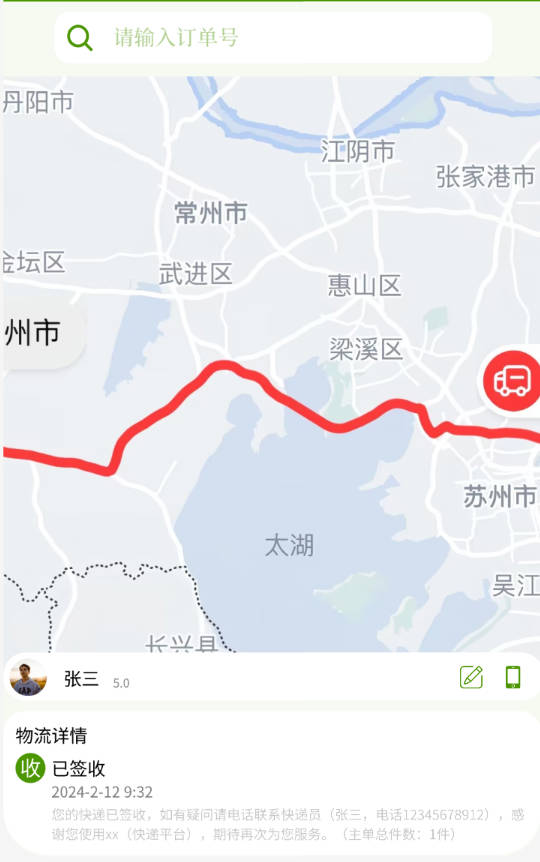 请输入订单号
丹阳市
江阴市
张家港市
常州市
金坛区
武进区
惠山区
州市
梁溪区
苏州市
太湖
吴江
长兴县
张三 5.0
物流详情
收 已签收
2024-2-12 9:32
您的快递已签收，如有疑问请电话联系快递员（张三，电话12345678912），感
谢您使用xx（快递平台），期待再次为您服务。（主单总件数：1件）